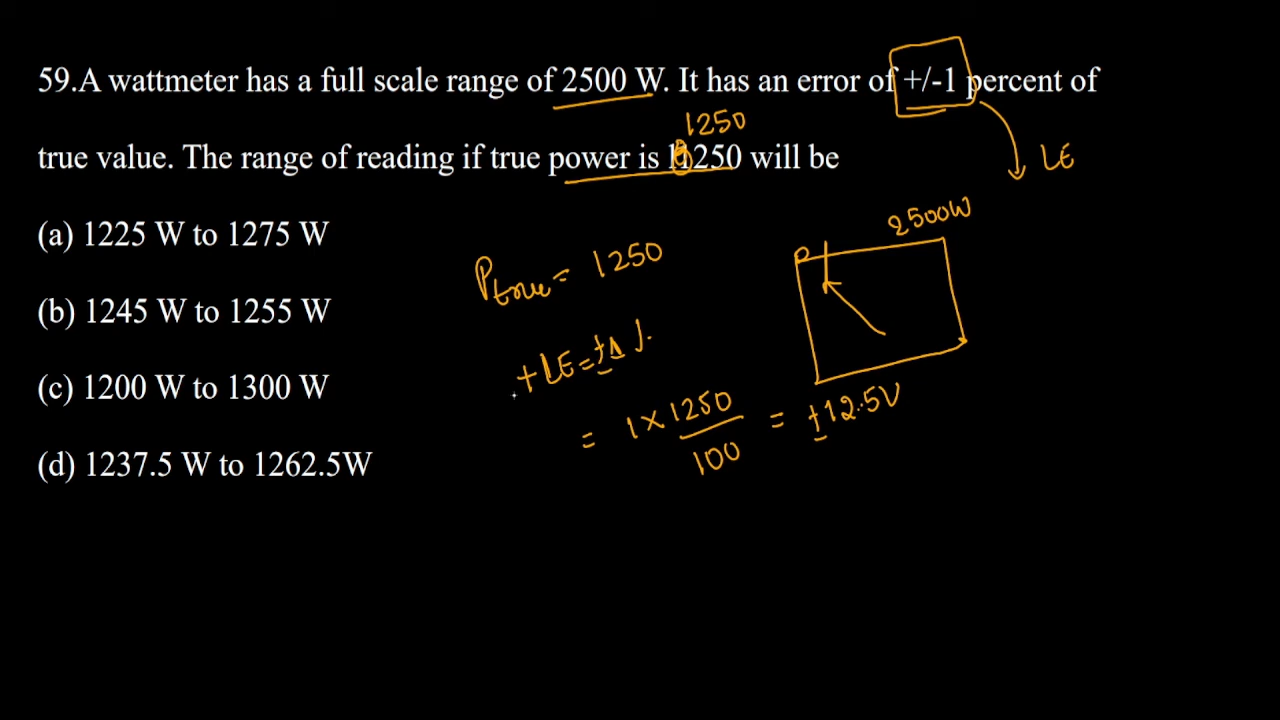 59.A wattmeter has a full scale range of 2500 W. It has an error of +/-1 percent of
1250
true value. The range of reading if true power is 1250 will be
LE
(a) 1225 W to 1275 W
2500W
Ptrue = 1250
(b) 1245 W to 1255 W
+LE = ±1 %
(c) 1200 W to 1300 W
= 1 × 1250 / 100 = ±12.5V
(d) 1237.5 W to 1262.5W